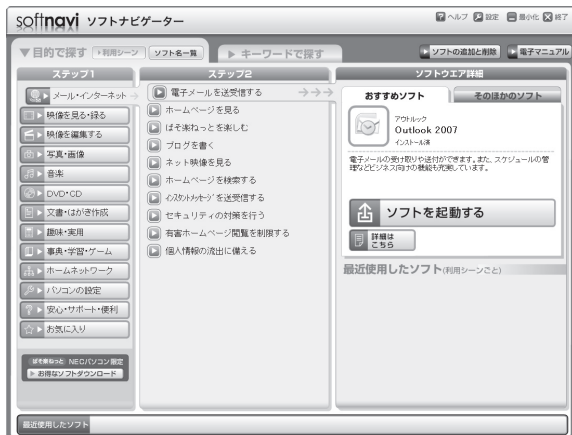 softnavi ソフトナビゲーター
ヘルプ 設定 最小化 終了
▼目的で探す 利用シーン ソフト名一覧 キーワードで探す ソフトの追加と削除 電子マニュアル
ステップ1
メール・インターネット
映像を見る・録る
映像を編集する
写真・画像
音楽
DVD・CD
文書・はがき作成
趣味・実用
事典・学習・ゲーム
ホームネットワーク
パソコンの設定
安心・サポート・便利
お気に入り
ぱそ楽ねっと NECパソコン限定
お得なソフトダウンロード
ステップ2
電子メールを送受信する
ホームページを見る
ぱそ楽ねっとを楽しむ
ブログを書く
ネット映像を見る
ホームページを検索する
インスタントメッセージを送受信する
セキュリティの対策を行う
有害ホームページ閲覧を制限する
個人情報の流出に備える
ソフトウエア詳細
おすすめソフト そのほかのソフト
アウトルック
Outlook 2007
インストール済
電子メールの受け取りや送付ができます。また、スケジュールの管
理などビジネス向けの機能も充実しています。
ソフトを起動する
詳細は
こちら
最近使用したソフト(利用シーンごと)
最近使用したソフト